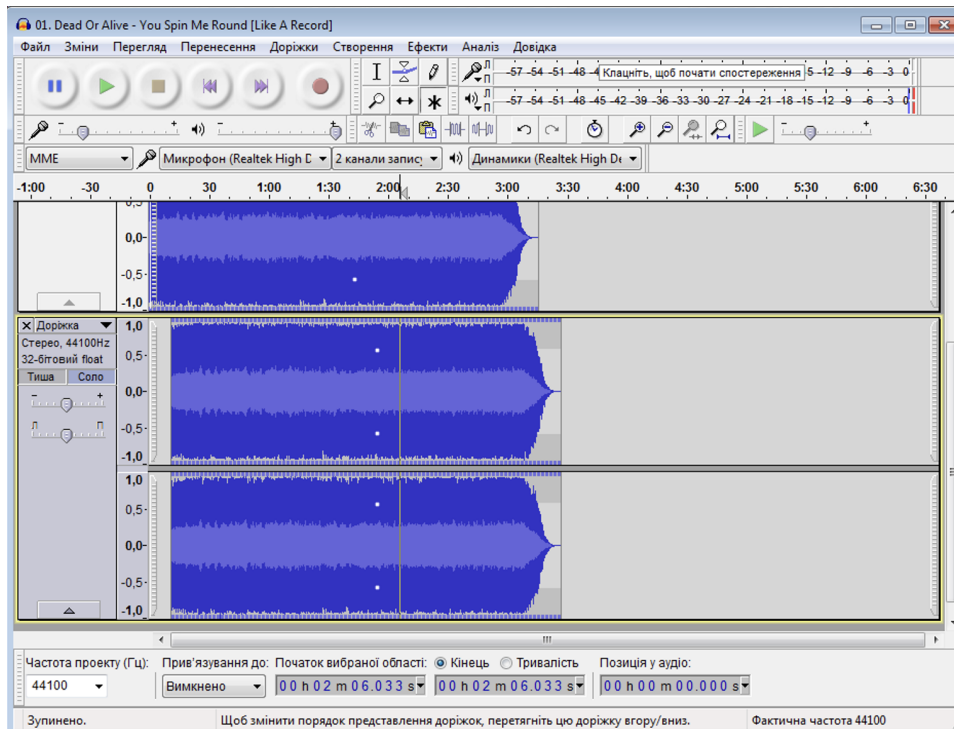 01. Dead Or Alive - You Spin Me Round [Like A Record]
Файл Зміни Перегляд Перенесення Доріжки Створення Ефекти Аналіз Довідка
Л
П
-57 -54 -51 -48 -4 Клацніть, щоб почати спостереження 5 -12 -9 -6 -3 0
Л
П
-57 -54 -51 -48 -45 -42 -39 -36 -33 -30 -27 -24 -21 -18 -15 -12 -9 -6 -3 0
- + - + - +
MME Микрофон (Realtek High D 2 канали запису Динамики (Realtek High De
-1:00 -30 0 30 1:00 1:30 2:00 2:30 3:00 3:30 4:00 4:30 5:00 5:30 6:00 6:30
0,5
0,0
-0,5
-1,0
Доріжка
Стерео, 44100Hz
32-бітовий float
Тиша Соло
- +
Л П
1,0
0,5
0,0
-0,5
-1,0
1,0
0,5
0,0
-0,5
-1,0
Частота проекту (Гц): Прив'язування до: Початок вибраної області: Кінець Тривалість Позиція у аудіо:
44100 Вимкнено 00 h 02 m 06.033 s 00 h 02 m 06.033 s 00 h 00 m 00.000 s
Зупинено. Щоб змінити порядок представлення доріжок, перетягніть цю доріжку вгору/вниз. Фактична частота 44100